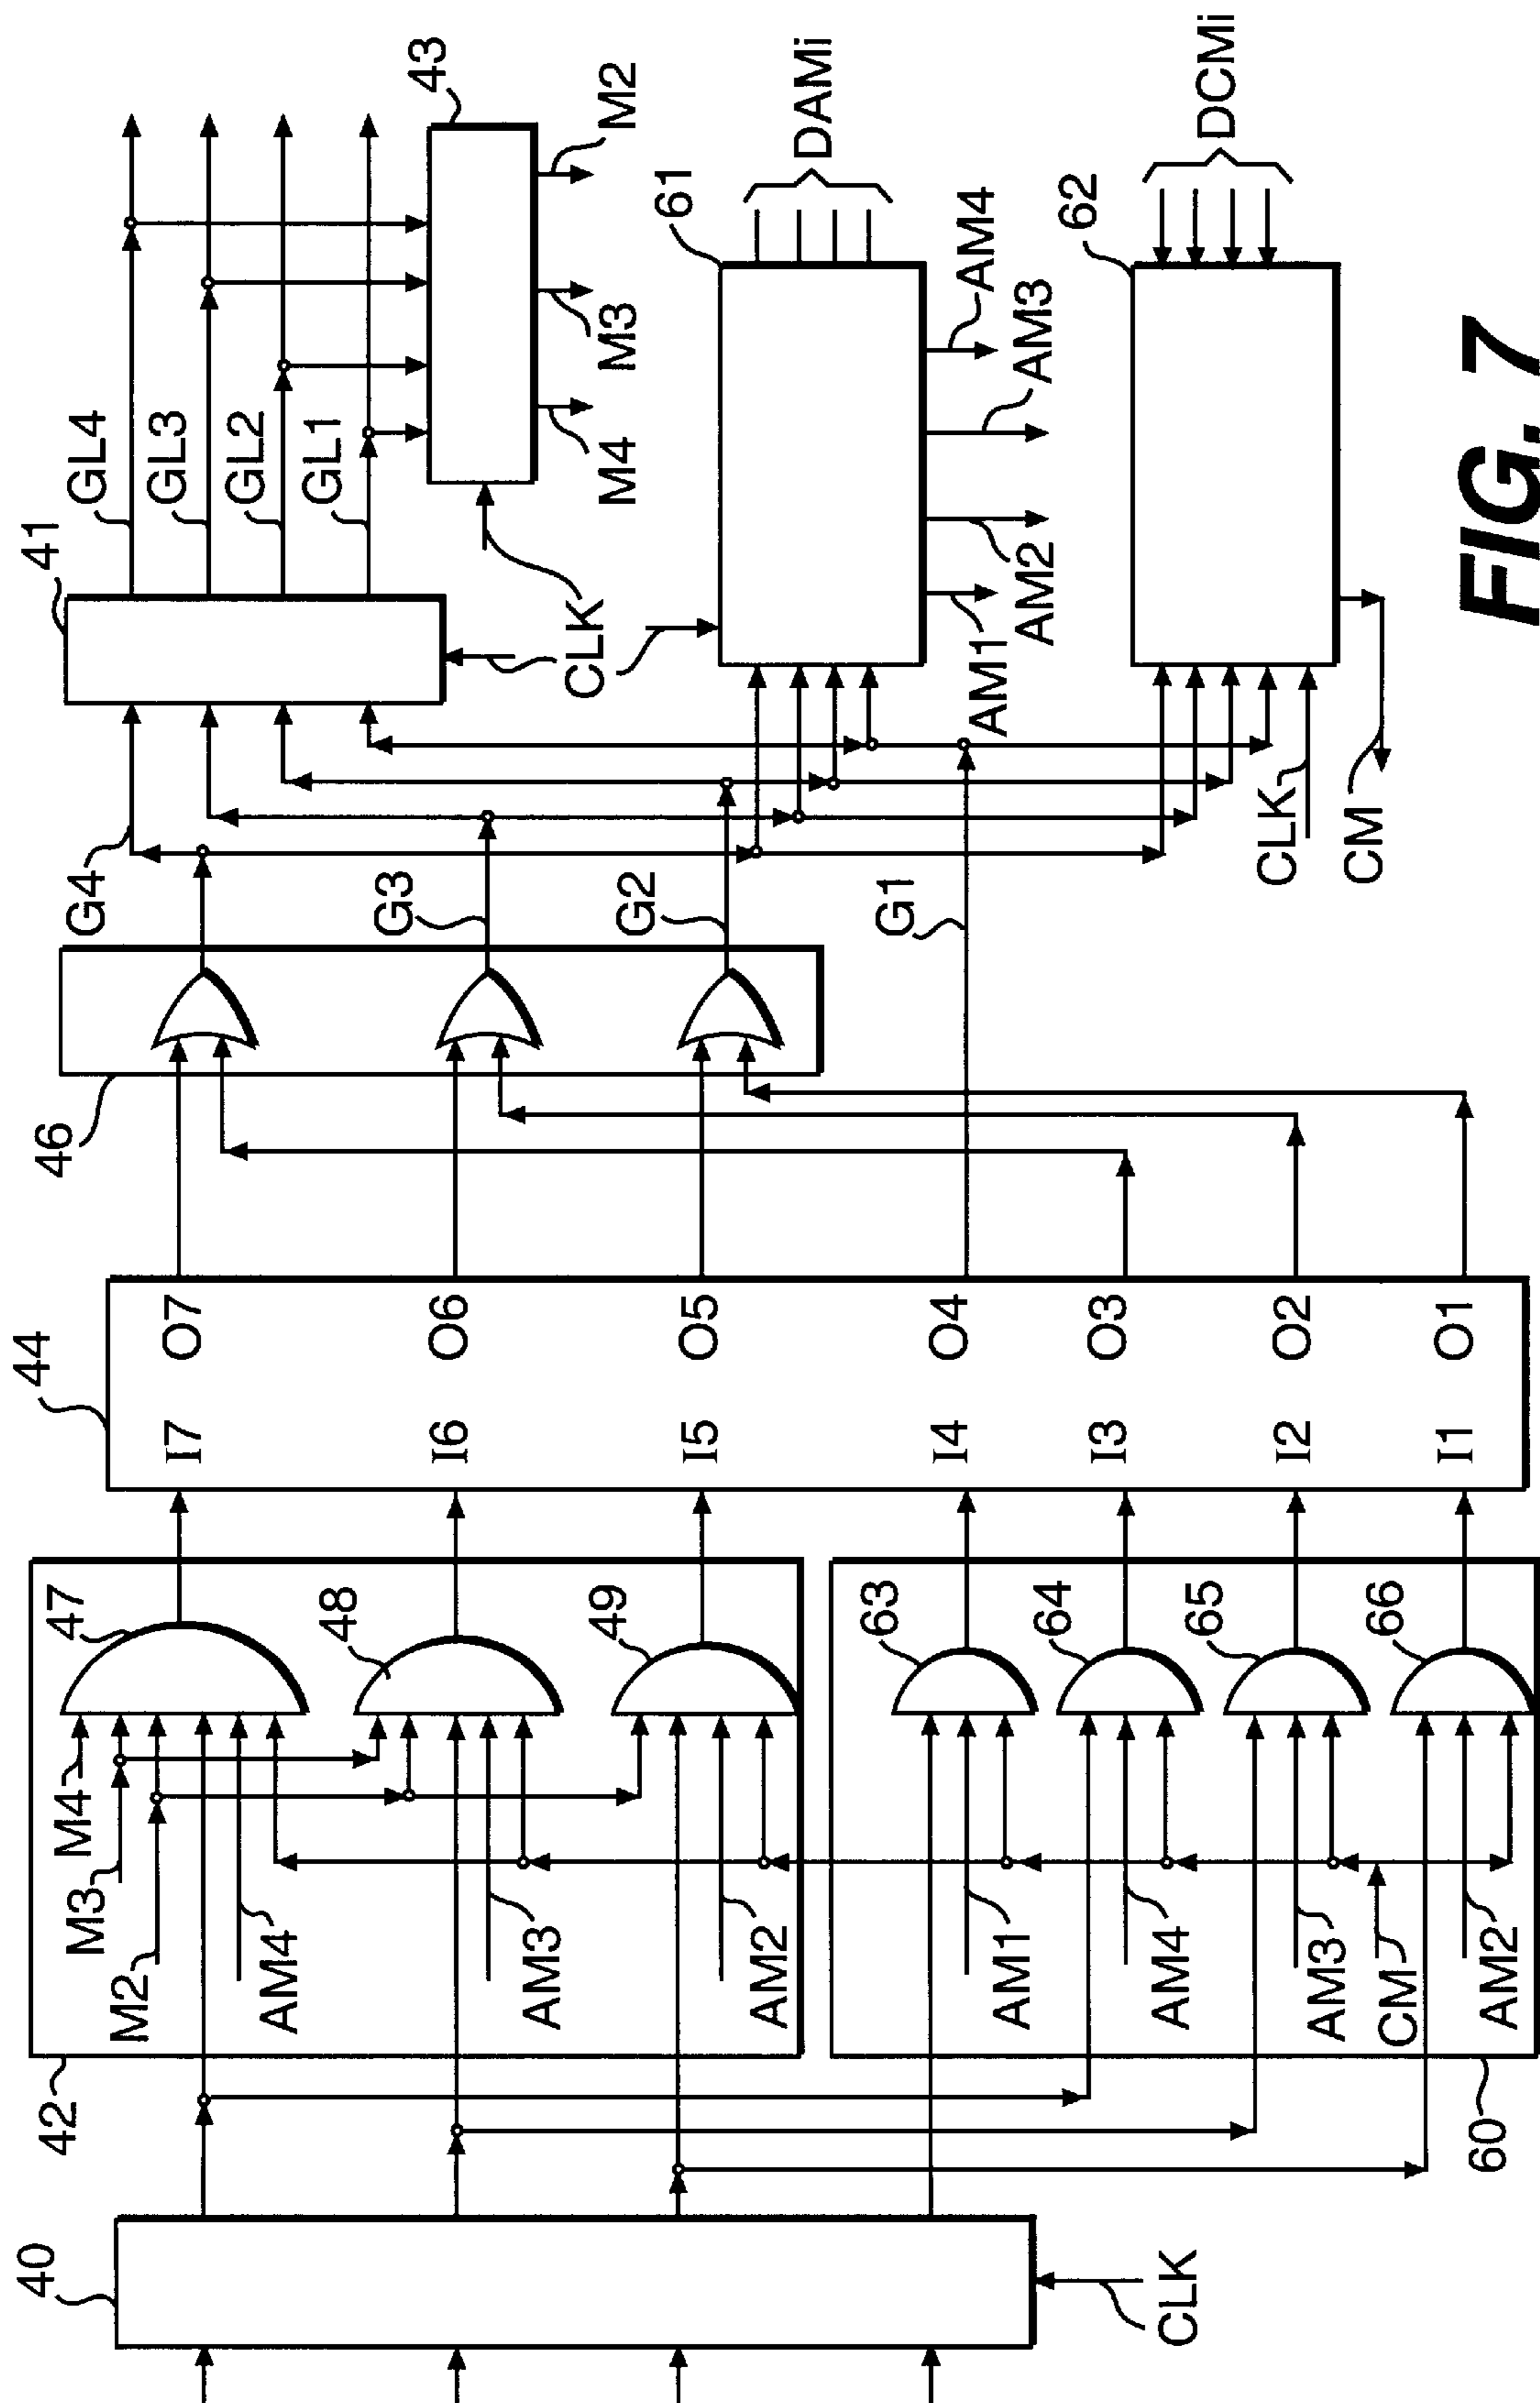 40
CLK
42
M4
M3
M2
AM4
AM3
AM2
47
48
49
60
AM1
AM4
AM3
CM
AM2
63
64
65
66
44
I7 O7
I6 O6
I5 O5
I4 O4
I3 O3
I2 O2
I1 O1
46
G4
G3
G2
G1
41
CLK
GL4
GL3
GL2
GL1
43
M4
M3
M2
61
DAMi
AM1
AM2
AM3
AM4
62
DCMi
CLK
CM
FIG. 7